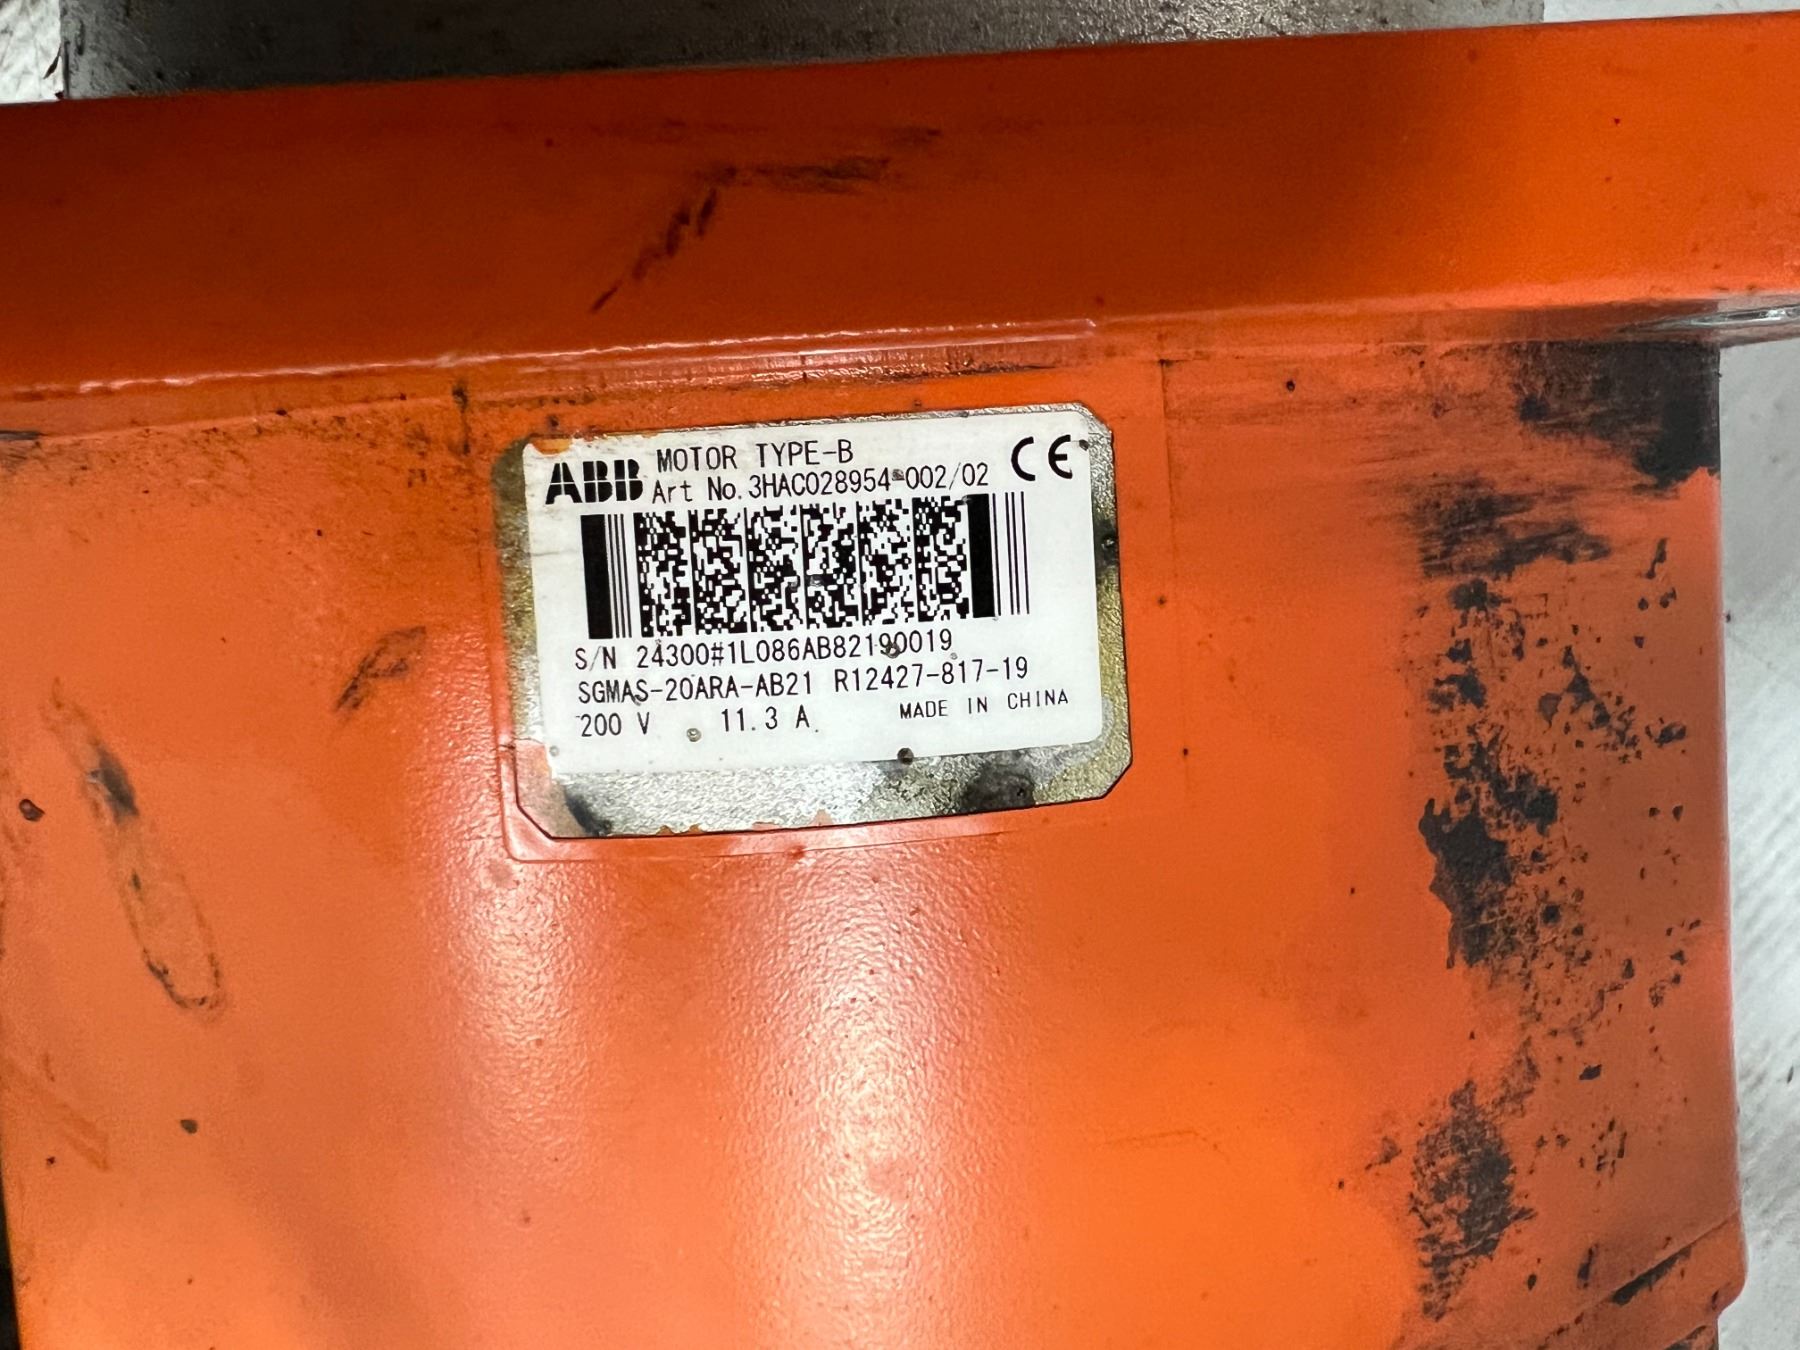 ABB MOTOR TYPE-B CE
Art No. 3HAC028954-002/02
S/N 24300#1L086AB82190019
SGMAS-20ARA-AB21 R12427-817-19
200 V 11.3 A MADE IN CHINA